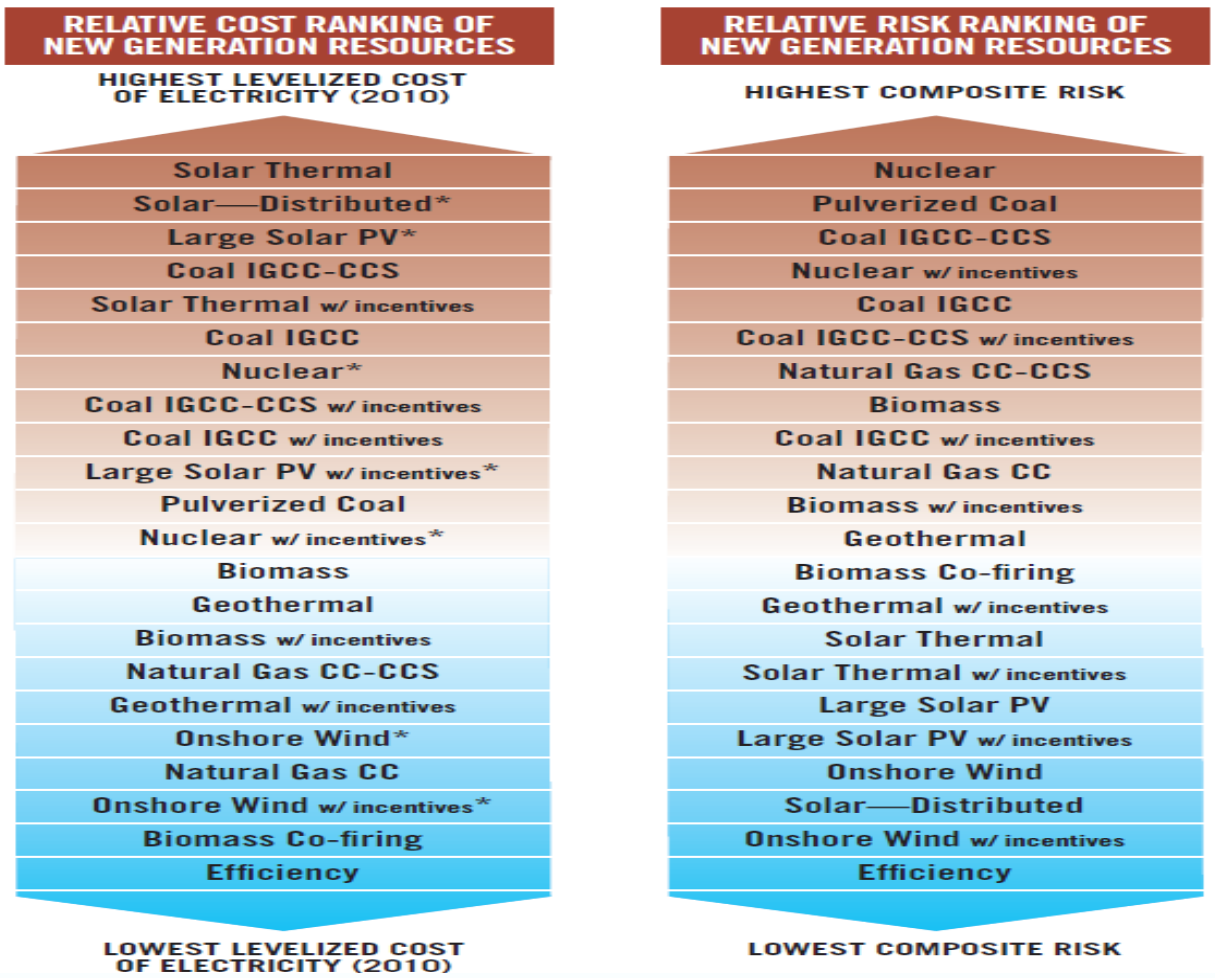 RELATIVE COST RANKING OF
NEW GENERATION RESOURCES
HIGHEST LEVELIZED COST
OF ELECTRICITY (2010)
Solar Thermal
Solar—Distributed*
Large Solar PV*
Coal IGCC-CCS
Solar Thermal w/ incentives
Coal IGCC
Nuclear*
Coal IGCC-CCS w/ incentives
Coal IGCC w/ incentives
Large Solar PV w/ incentives*
Pulverized Coal
Nuclear w/ incentives*
Biomass
Geothermal
Biomass w/ incentives
Natural Gas CC-CCS
Geothermal w/ incentives
Onshore Wind*
Natural Gas CC
Onshore Wind w/ incentives*
Biomass Co-firing
Efficiency
LOWEST LEVELIZED COST
OF ELECTRICITY (2010)
RELATIVE RISK RANKING OF
NEW GENERATION RESOURCES
HIGHEST COMPOSITE RISK
Nuclear
Pulverized Coal
Coal IGCC-CCS
Nuclear w/ incentives
Coal IGCC
Coal IGCC-CCS w/ incentives
Natural Gas CC-CCS
Biomass
Coal IGCC w/ incentives
Natural Gas CC
Biomass w/ incentives
Geothermal
Biomass Co-firing
Geothermal w/ incentives
Solar Thermal
Solar Thermal w/ incentives
Large Solar PV
Large Solar PV w/ incentives
Onshore Wind
Solar—Distributed
Onshore Wind w/ incentives
Efficiency
LOWEST COMPOSITE RISK